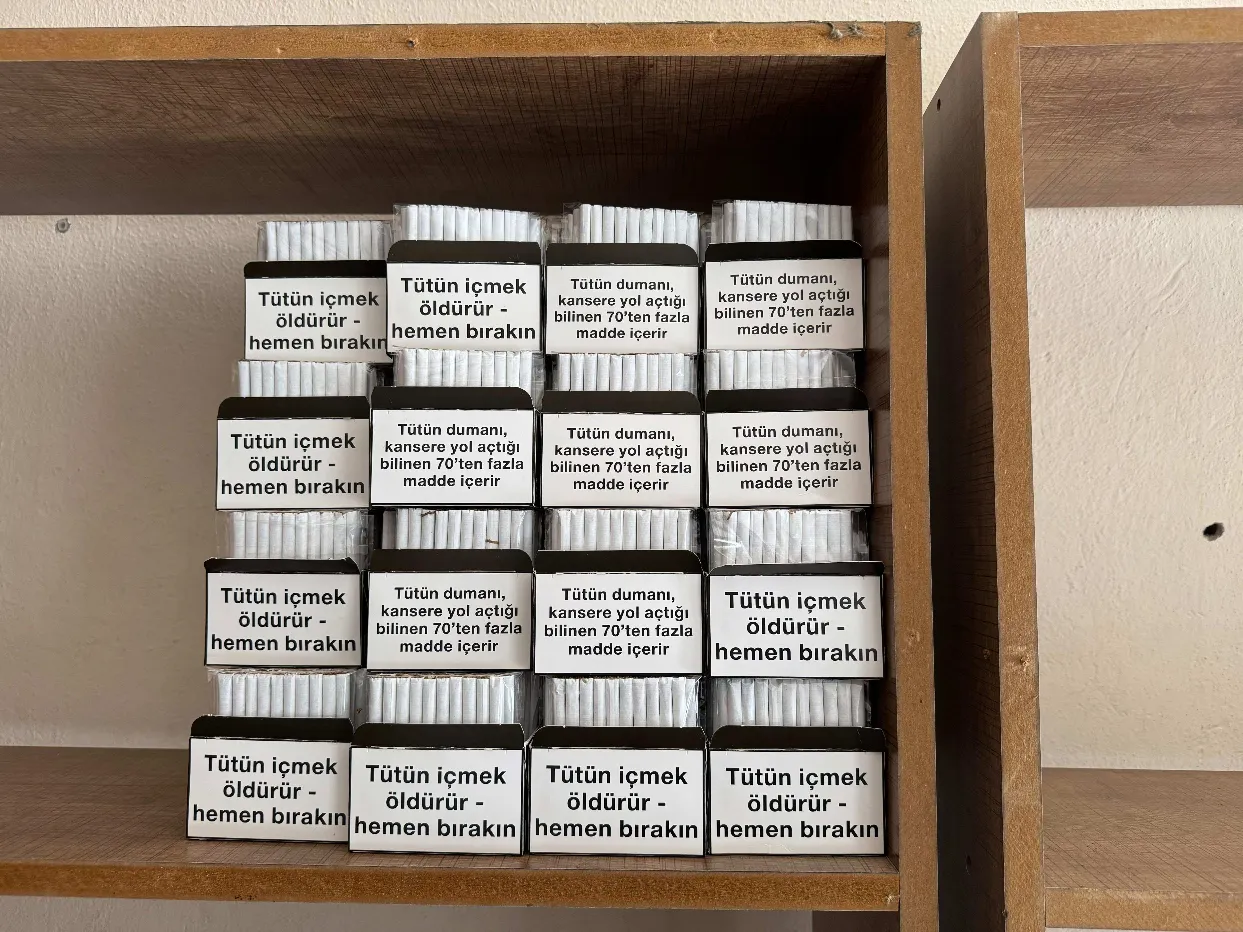 Tütün içmek
öldürür -
hemen bırakın
Tütün içmek
öldürür -
hemen bırakın
Tütün dumanı,
kansere yol açtığı
bilinen 70'ten fazla
madde içerir
Tütün dumanı,
kansere yol açtığı
bilinen 70'ten fazla
madde içerir
Tütün içmek
öldürür -
hemen bırakın
Tütün dumanı,
kansere yol açtığı
bilinen 70'ten fazla
madde içerir
Tütün dumanı,
kansere yol açtığı
bilinen 70'ten fazla
madde içerir
Tütün dumanı,
kansere yol açtığı
bilinen 70'ten fazla
madde içerir
Tütün içmek
öldürür -
hemen bırakın
Tütün dumanı,
kansere yol açtığı
bilinen 70'ten fazla
madde içerir
Tütün dumanı,
kansere yol açtığı
bilinen 70'ten fazla
madde içerir
Tütün içmek
öldürür -
hemen bırakın
Tütün içmek
öldürür -
hemen bırakın
Tütün içmek
öldürür -
hemen bırakın
Tütün içmek
öldürür -
hemen bırakın
Tütün içmek
öldürür -
hemen bırakın